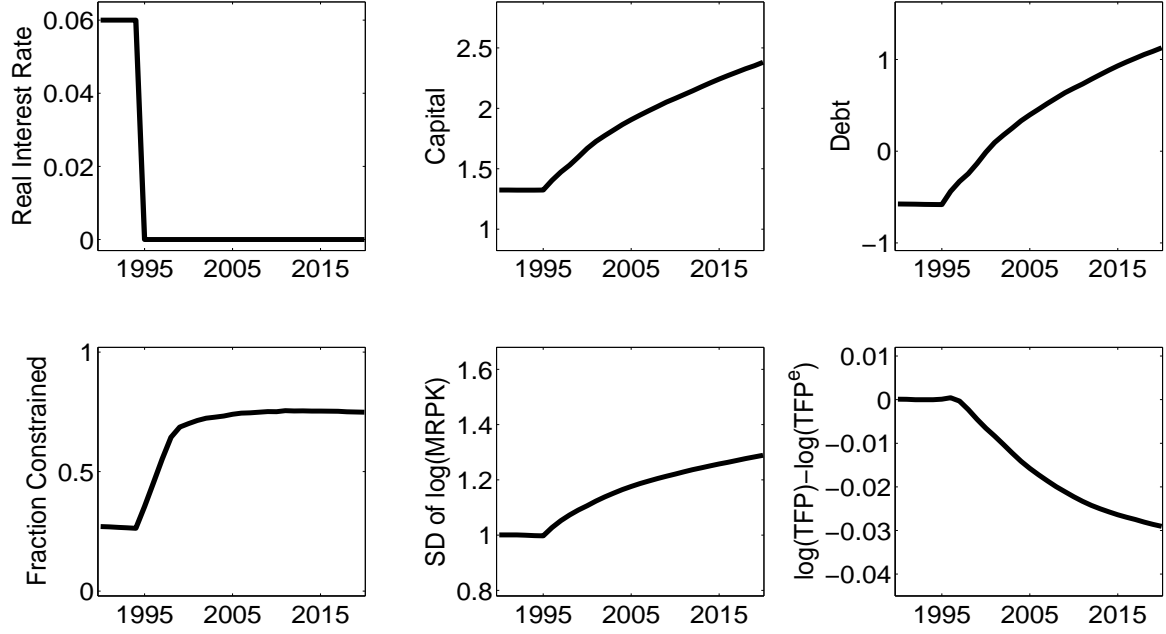 Real Interest Rate
0.06
0.04
0.02
0
1995 2005 2015
Capital
2.5
2
1.5
1
1995 2005 2015
Debt
1
0
−1
1995 2005 2015
Fraction Constrained
1
0.5
0
1995 2005 2015
SD of log(MRPK)
1.6
1.4
1.2
1
0.8
1995 2005 2015
log(TFP)−log(TFPᵉ)
0.01
0
−0.01
−0.02
−0.03
−0.04
1995 2005 2015